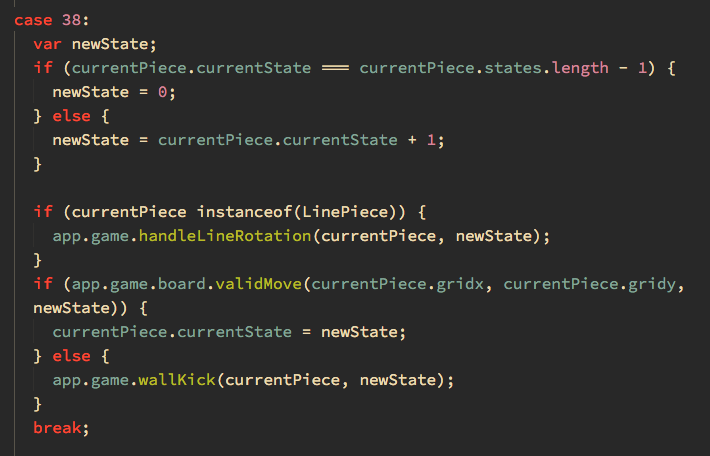 case 38:
  var newState;
  if (currentPiece.currentState === currentPiece.states.length - 1) {
    newState = 0;
  } else {
    newState = currentPiece.currentState + 1;
  }

  if (currentPiece instanceof(LinePiece)) {
    app.game.handleLineRotation(currentPiece, newState);
  }
  if (app.game.board.validMove(currentPiece.gridx, currentPiece.gridy,
  newState)) {
    currentPiece.currentState = newState;
  } else {
    app.game.wallKick(currentPiece, newState);
  }
  break;